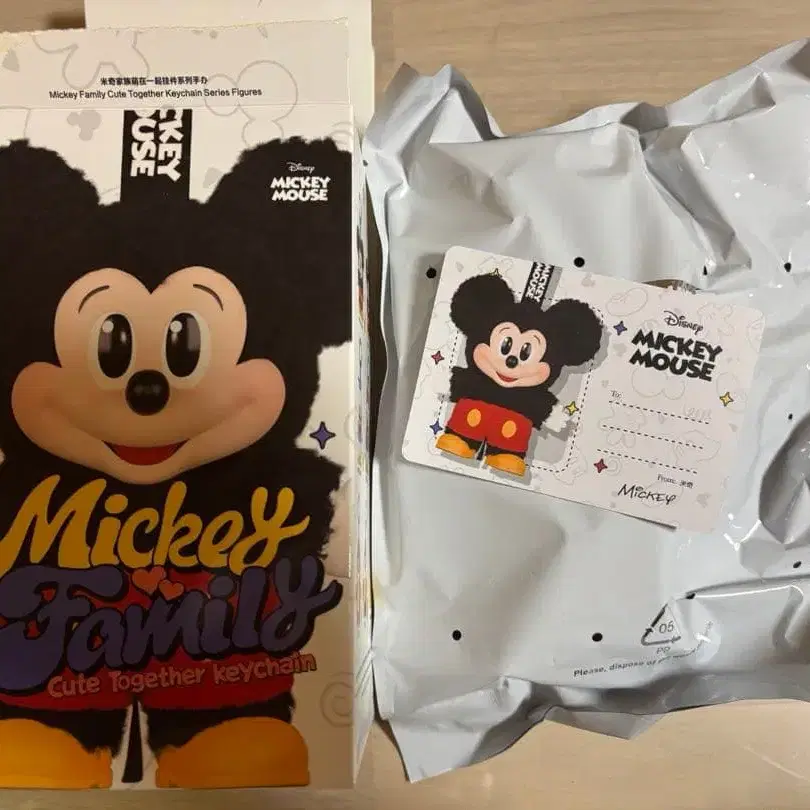 米奇家族萌在一起挂件系列手办
Mickey Family Cute Together Keychain Series Figures
MICKEY
MOUSE
Disney
MICKEY
MOUSE
Mickey
Family
Cute Together Keychain
MICKEY
MOUSE
Disney
MICKEY
MOUSE
To:
From: 米奇
MICKEY
05
PP
Please, dispose of